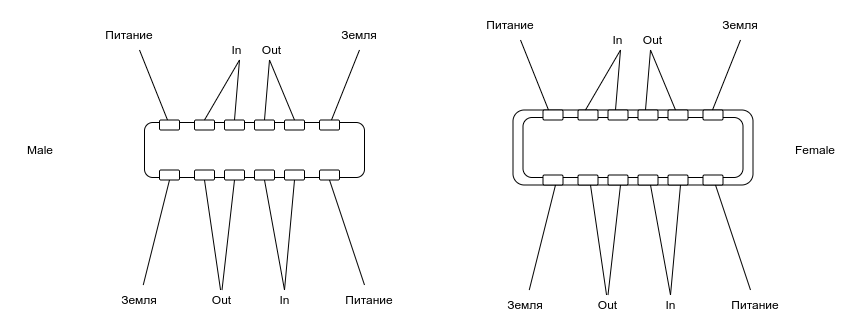 Питание
In
Out
Земля
Male
Земля
Out
In
Питание
Питание
In
Out
Земля
Female
Земля
Out
In
Питание